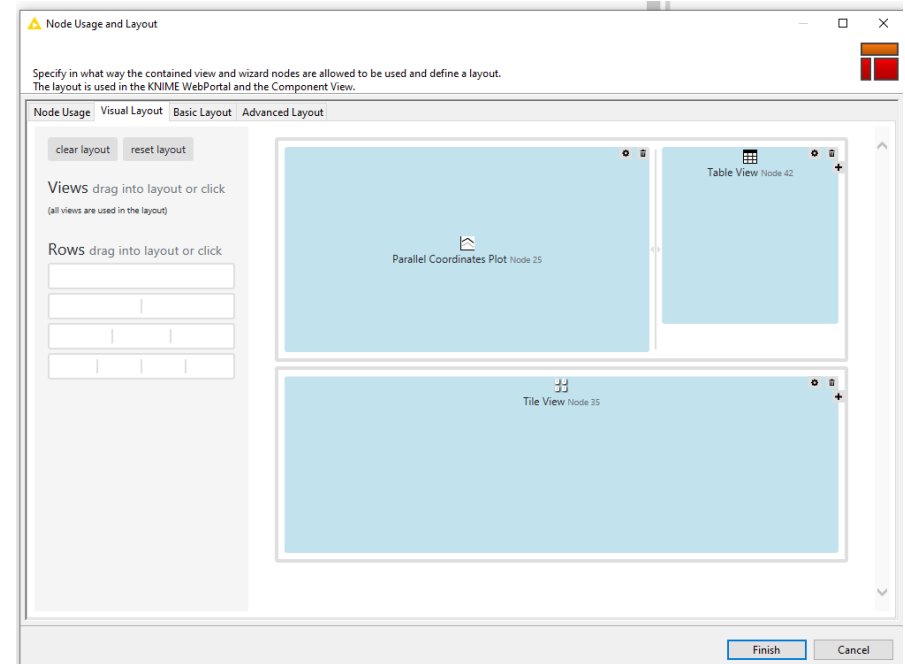 Node Usage and Layout
Specify in what way the contained view and wizard nodes are allowed to be used and define a layout.
The layout is used in the KNIME WebPortal and the Component View.
Node Usage Visual Layout Basic Layout Advanced Layout
clear layout reset layout
Views drag into layout or click
(all views are used in the layout)
Rows drag into layout or click
Parallel Coordinates Plot Node 25
Table View Node 42
Tile View Node 35
Finish Cancel